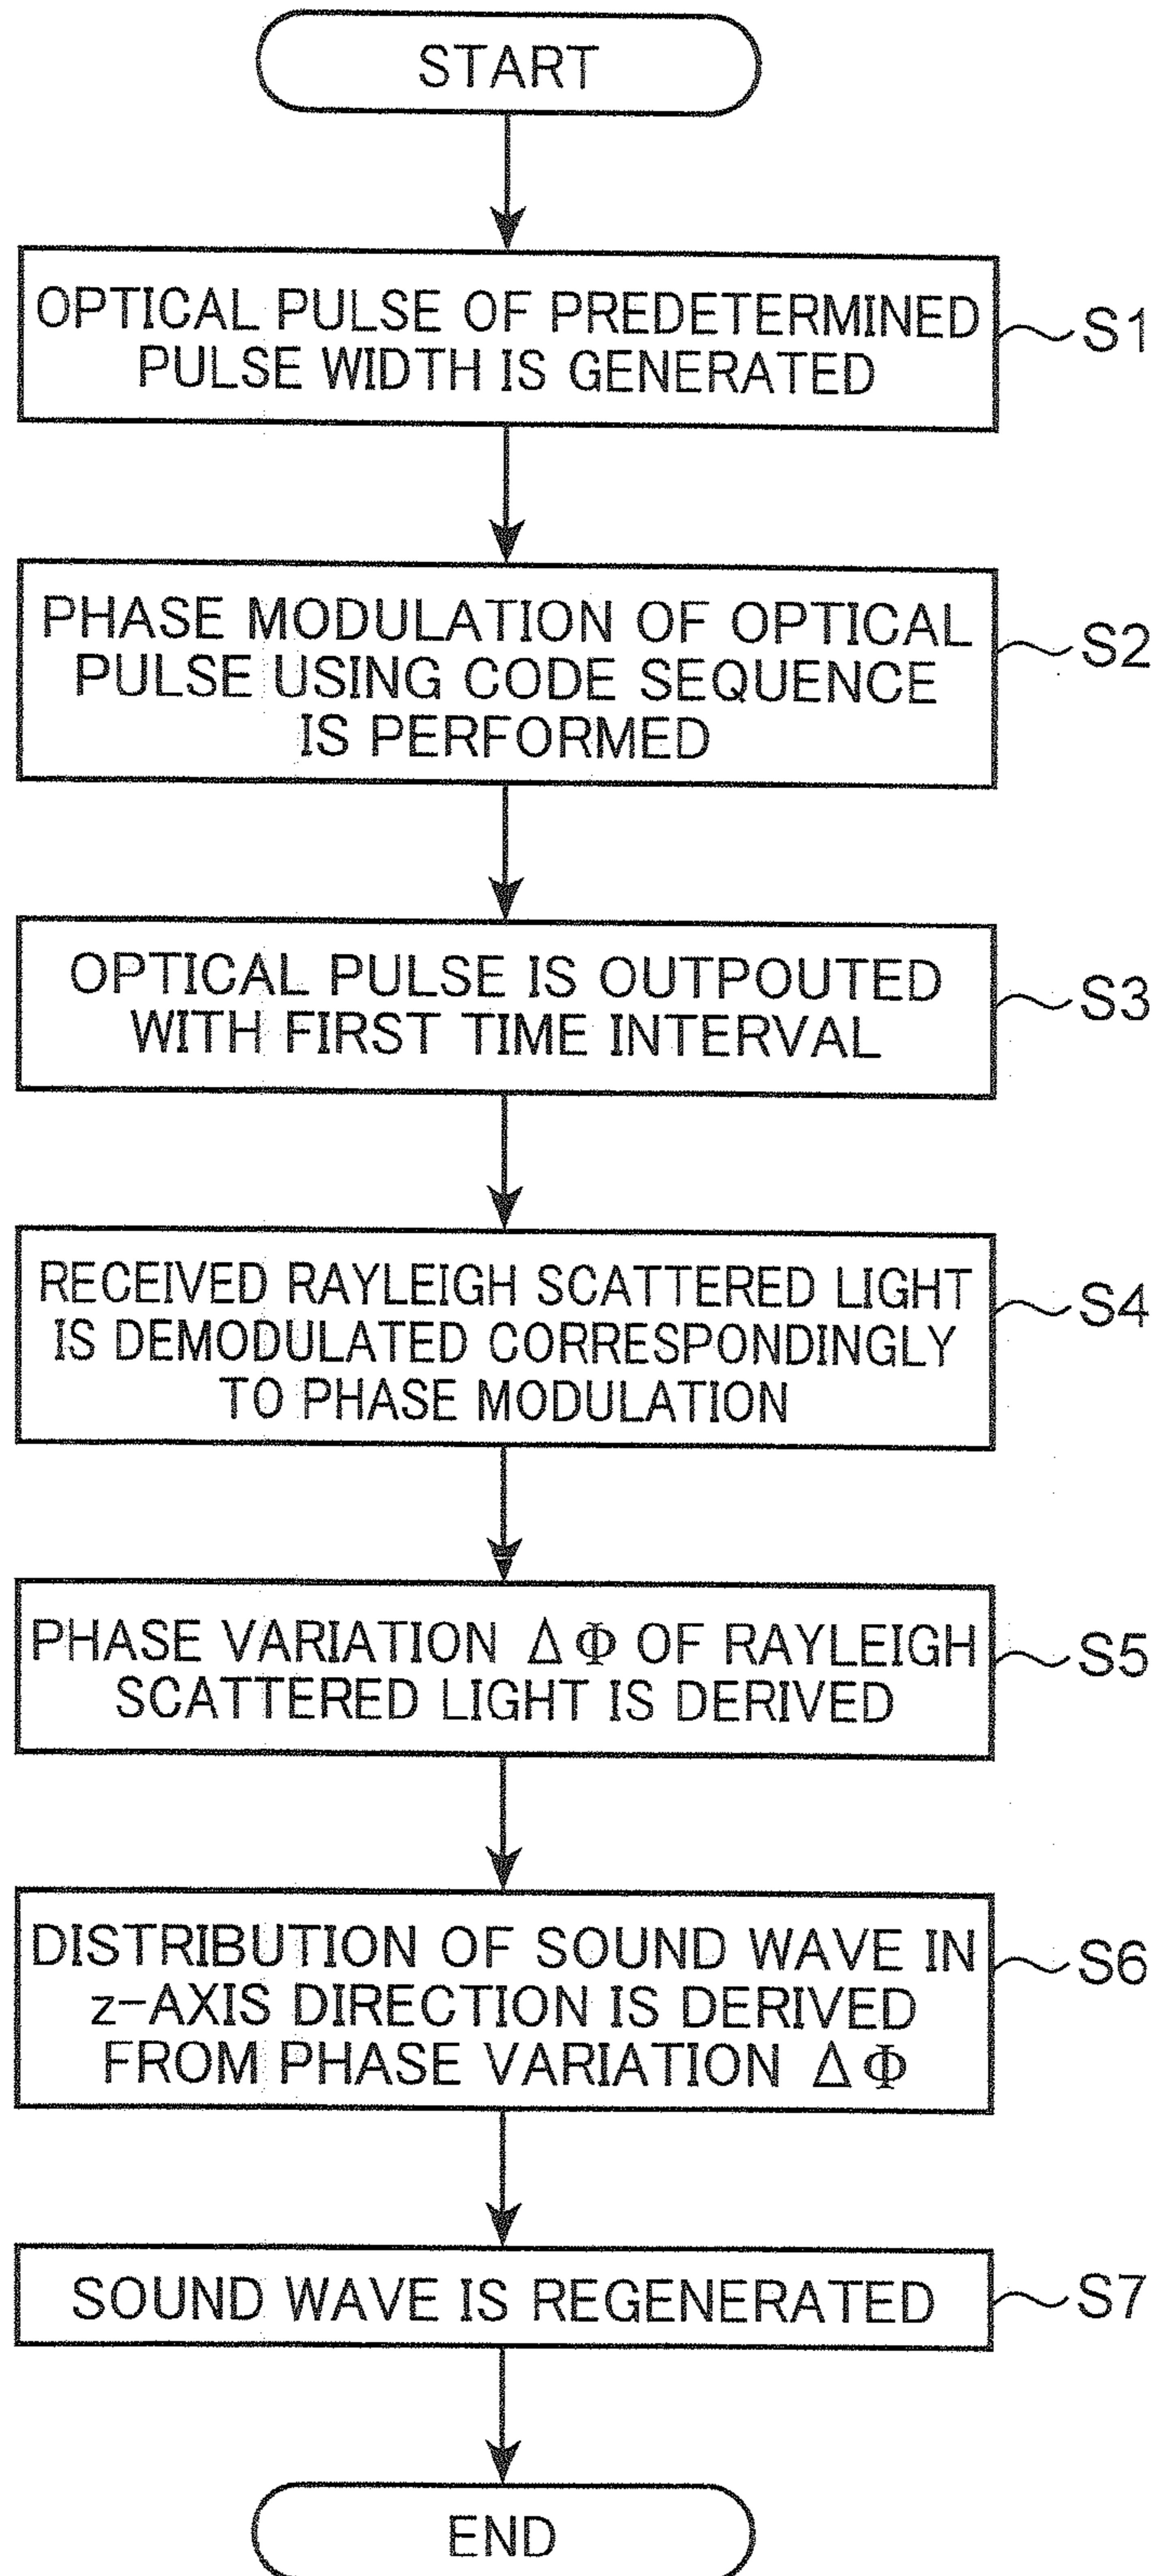 START
OPTICAL PULSE OF PREDETERMINED
PULSE WIDTH IS GENERATED
S1
PHASE MODULATION OF OPTICAL
PULSE USING CODE SEQUENCE
IS PERFORMED
S2
OPTICAL PULSE IS OUTPOUTED
WITH FIRST TIME INTERVAL
S3
RECEIVED RAYLEIGH SCATTERED LIGHT
IS DEMODULATED CORRESPONDINGLY
TO PHASE MODULATION
S4
PHASE VARIATION ΔΦ OF RAYLEIGH
SCATTERED LIGHT IS DERIVED
S5
DISTRIBUTION OF SOUND WAVE IN
z-AXIS DIRECTION IS DERIVED
FROM PHASE VARIATION ΔΦ
S6
SOUND WAVE IS REGENERATED
S7
END